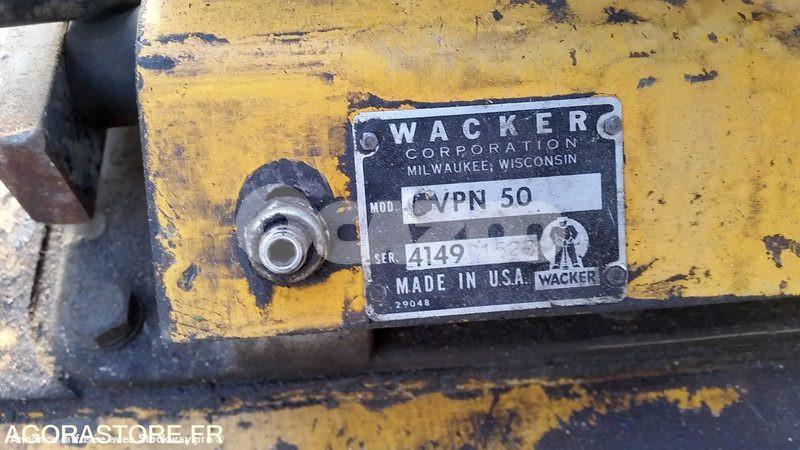 WACKER
CORPORATION
MILWAUKEE, WISCONSIN
MOD. VPN 50
SER. 4149
MADE IN U.S.A. WACKER
29048
AGORASTORE.FR